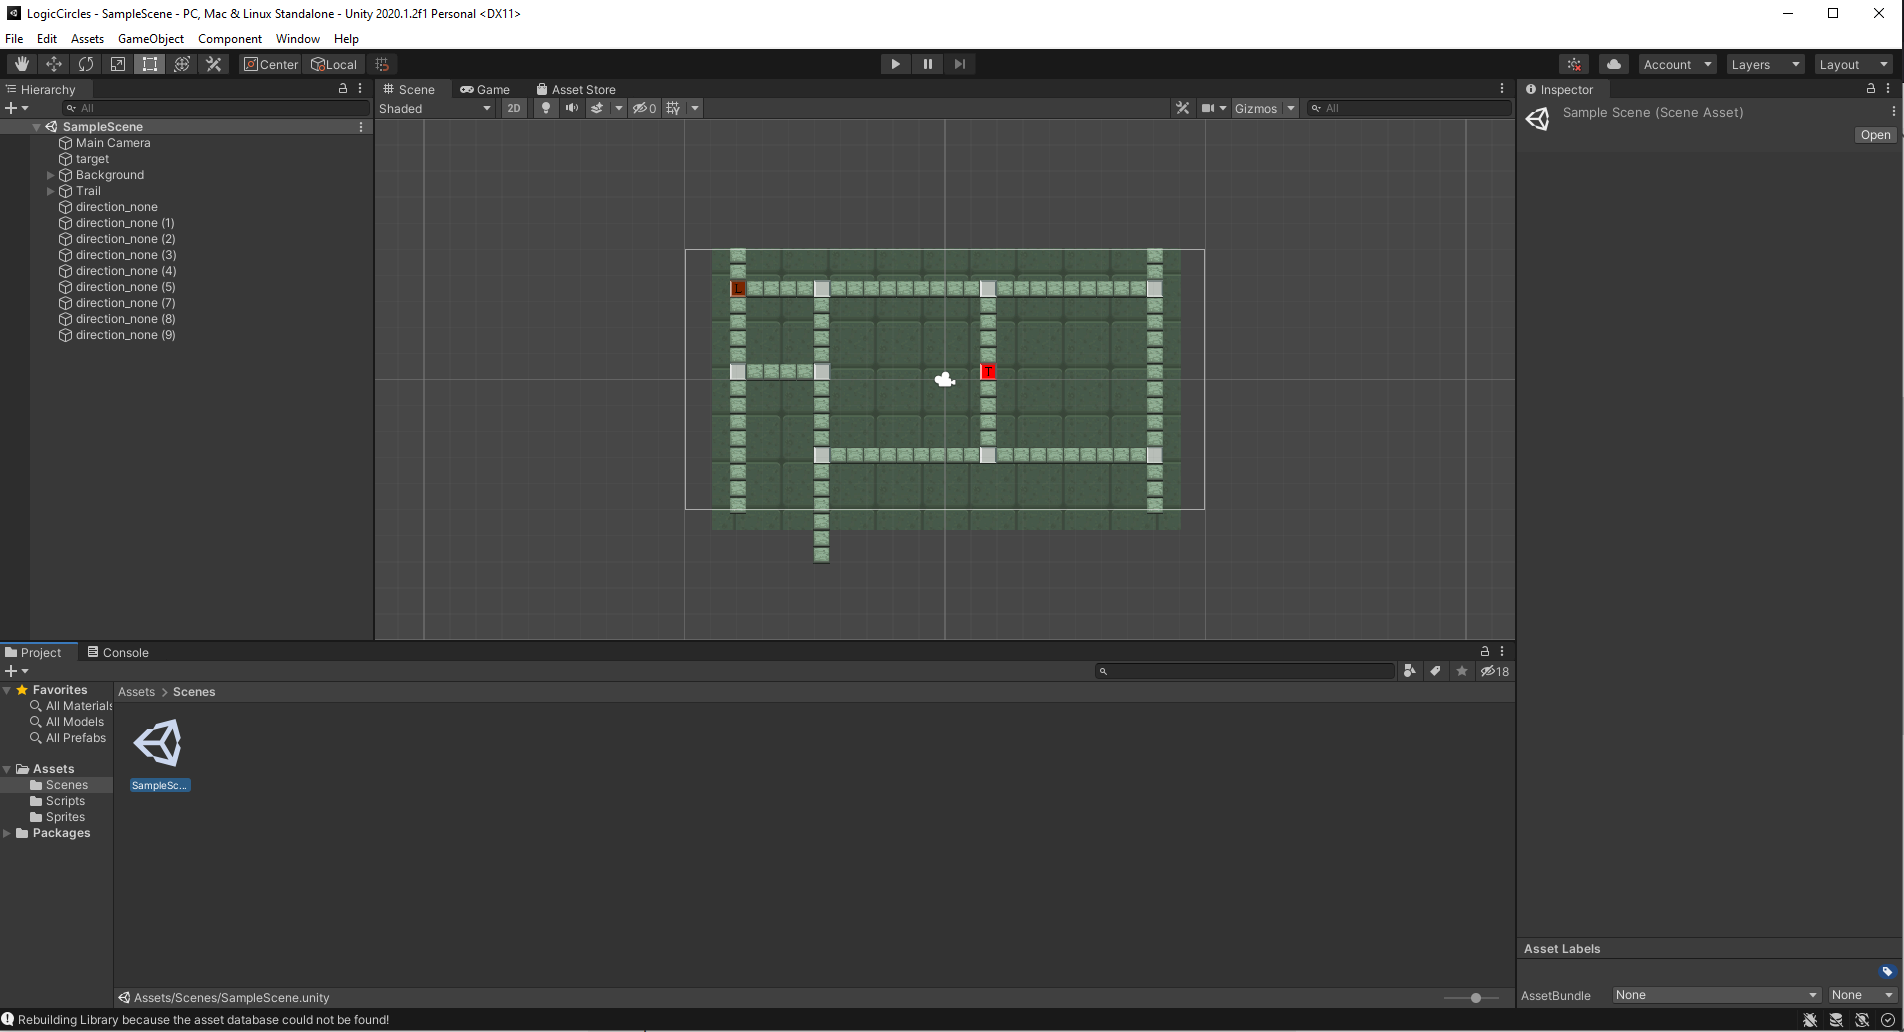 LogicCircles - SampleScene - PC, Mac & Linux Standalone - Unity 2020.1.2f1 Personal <DX11>
File Edit Assets GameObject Component Window Help
Center Local Account Layers Layout
Hierarchy
All
SampleScene
Main Camera
target
Background
Trail
direction_none
direction_none (1)
direction_none (2)
direction_none (3)
direction_none (4)
direction_none (5)
direction_none (7)
direction_none (8)
direction_none (9)
Scene Game Asset Store
Shaded 2D 0 Gizmos All
L
T
Inspector
Sample Scene (Scene Asset)
Open
Project Console
18
Favorites
All Materials
All Models
All Prefabs
Assets
Scenes
Scripts
Sprites
Packages
Assets > Scenes
SampleSc...
Assets/Scenes/SampleScene.unity
Asset Labels
AssetBundle None None
Rebuilding Library because the asset database could not be found!